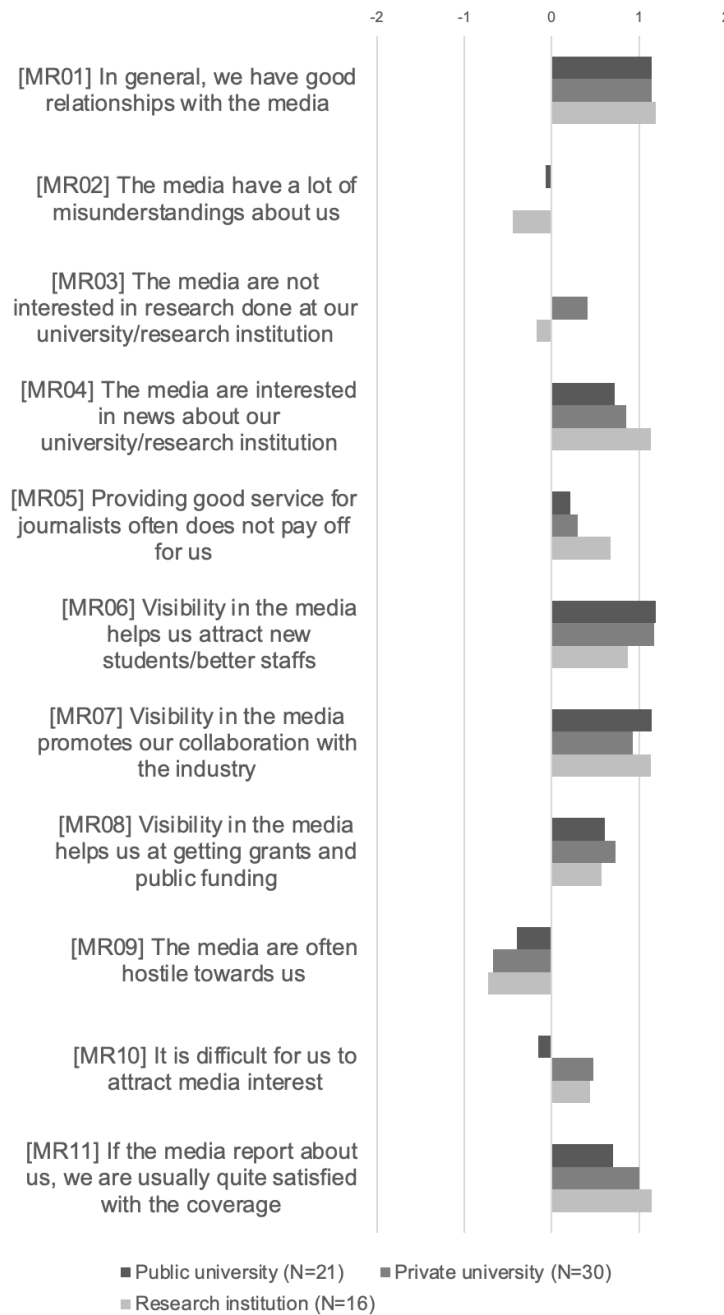 -2 -1 0 1 2
[MR01] In general, we have good
relationships with the media
[MR02] The media have a lot of
misunderstandings about us
[MR03] The media are not
interested in research done at our
university/research institution
[MR04] The media are interested
in news about our
university/research institution
[MR05] Providing good service for
journalists often does not pay off
for us
[MR06] Visibility in the media
helps us attract new
students/better staffs
[MR07] Visibility in the media
promotes our collaboration with
the industry
[MR08] Visibility in the media
helps us at getting grants and
public funding
[MR09] The media are often
hostile towards us
[MR10] It is difficult for us to
attract media interest
[MR11] If the media report about
us, we are usually quite satisfied
with the coverage
Public university (N=21) Private university (N=30)
Research institution (N=16)